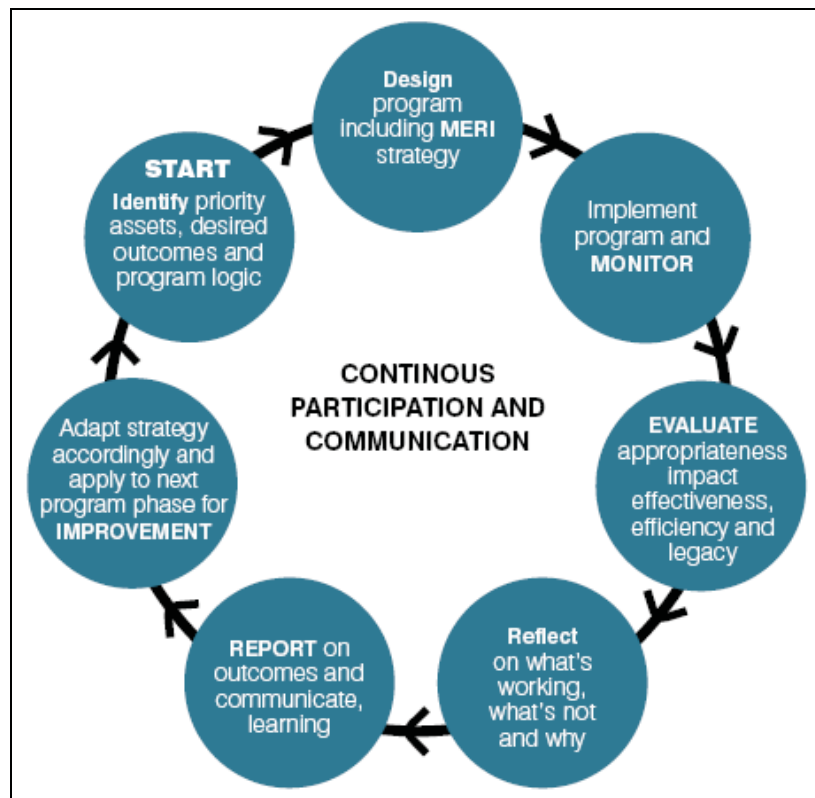 START
Identify priority
assets, desired
outcomes and
program logic
Design
program
including MERI
strategy
Implement
program and
MONITOR
EVALUATE
appropriateness
impact
effectiveness,
efficiency and
legacy
Reflect
on what's
working,
what's not
and why
REPORT on
outcomes and
communicate,
learning
Adapt strategy
accordingly and
apply to next
program phase for
IMPROVEMENT
CONTINOUS
PARTICIPATION AND
COMMUNICATION